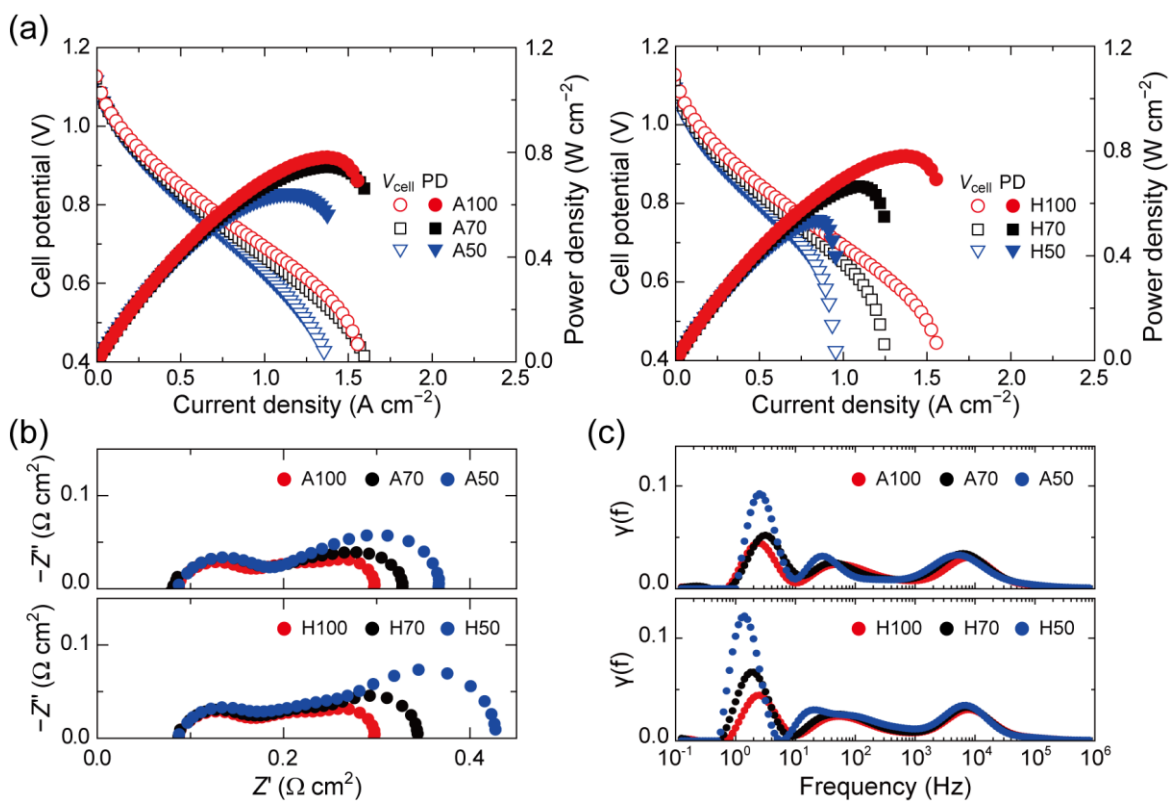 (a)
1.2
1.0
0.8
0.6
0.4
Cell potential (V)
0.0 0.5 1.0 1.5 2.0 2.5
Current density (A cm⁻²)
1.2
0.8
0.4
0.0
Power density (W cm⁻²)
Vcell PD
A100
A70
A50
1.2
1.0
0.8
0.6
0.4
Cell potential (V)
0.0 0.5 1.0 1.5 2.0 2.5
Current density (A cm⁻²)
1.2
0.8
0.4
0.0
Power density (W cm⁻²)
Vcell PD
H100
H70
H50
(b)
0.1
0.0
−Z″ (Ω cm²)
A100 A70 A50
0.1
0.0
−Z″ (Ω cm²)
H100 H70 H50
0.0 0.2 0.4
Z′ (Ω cm²)
(c)
0.1
0.0
γ(f)
A100 A70 A50
0.1
0.0
γ(f)
H100 H70 H50
10⁻¹ 10⁰ 10¹ 10² 10³ 10⁴ 10⁵ 10⁶
Frequency (Hz)